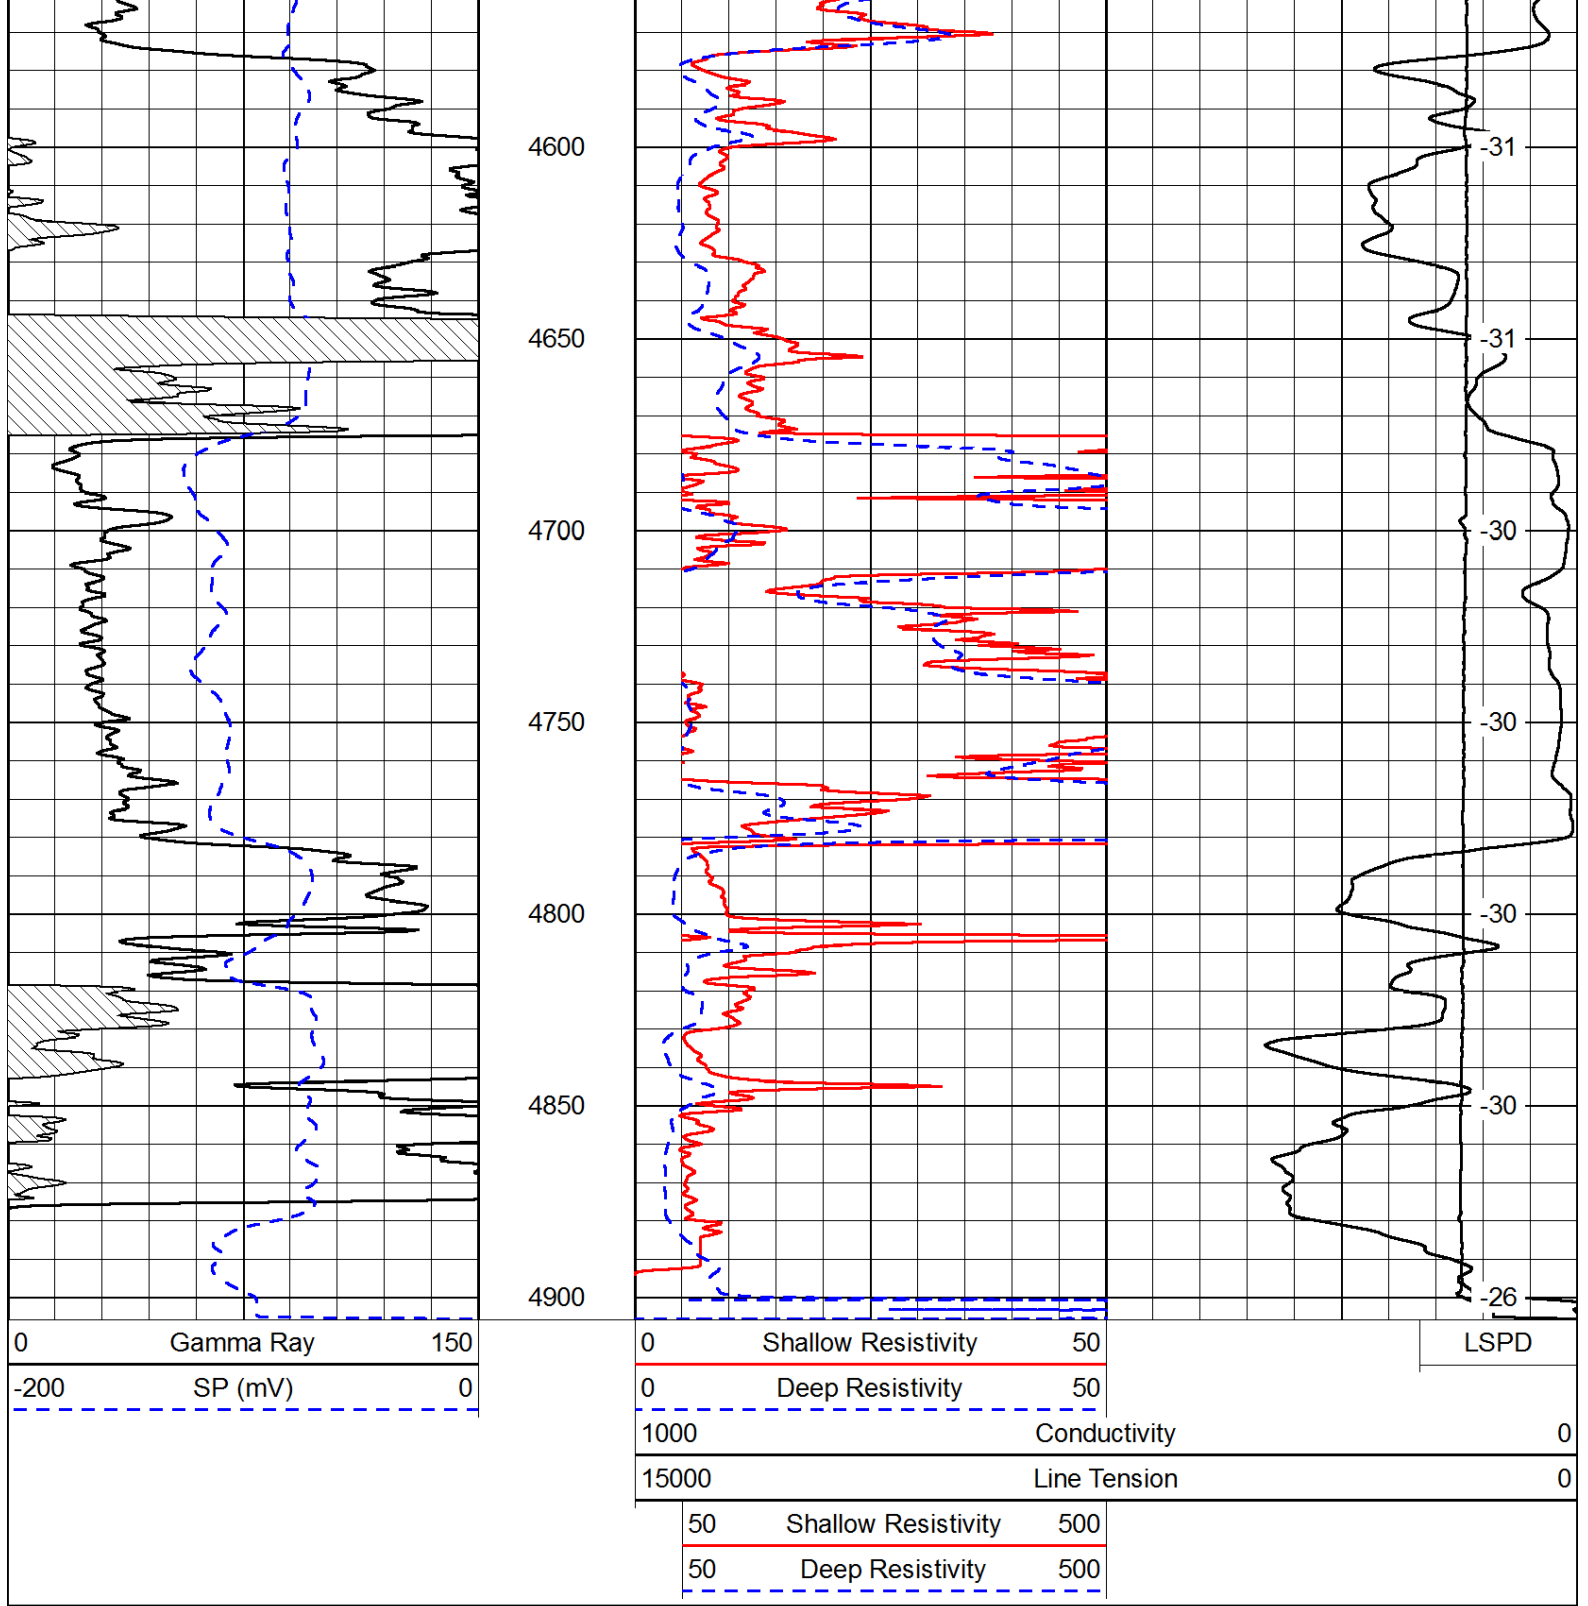 4600 -31
4650 -31
4700 -30
4750 -30
4800 -30
4850 -30
4900 -26
0 Gamma Ray 150 0 Shallow Resistivity 50 LSPD
-200 SP (mV) 0 0 Deep Resistivity 50
1000 Conductivity 0
15000 Line Tension 0
50 Shallow Resistivity 500
50 Deep Resistivity 500